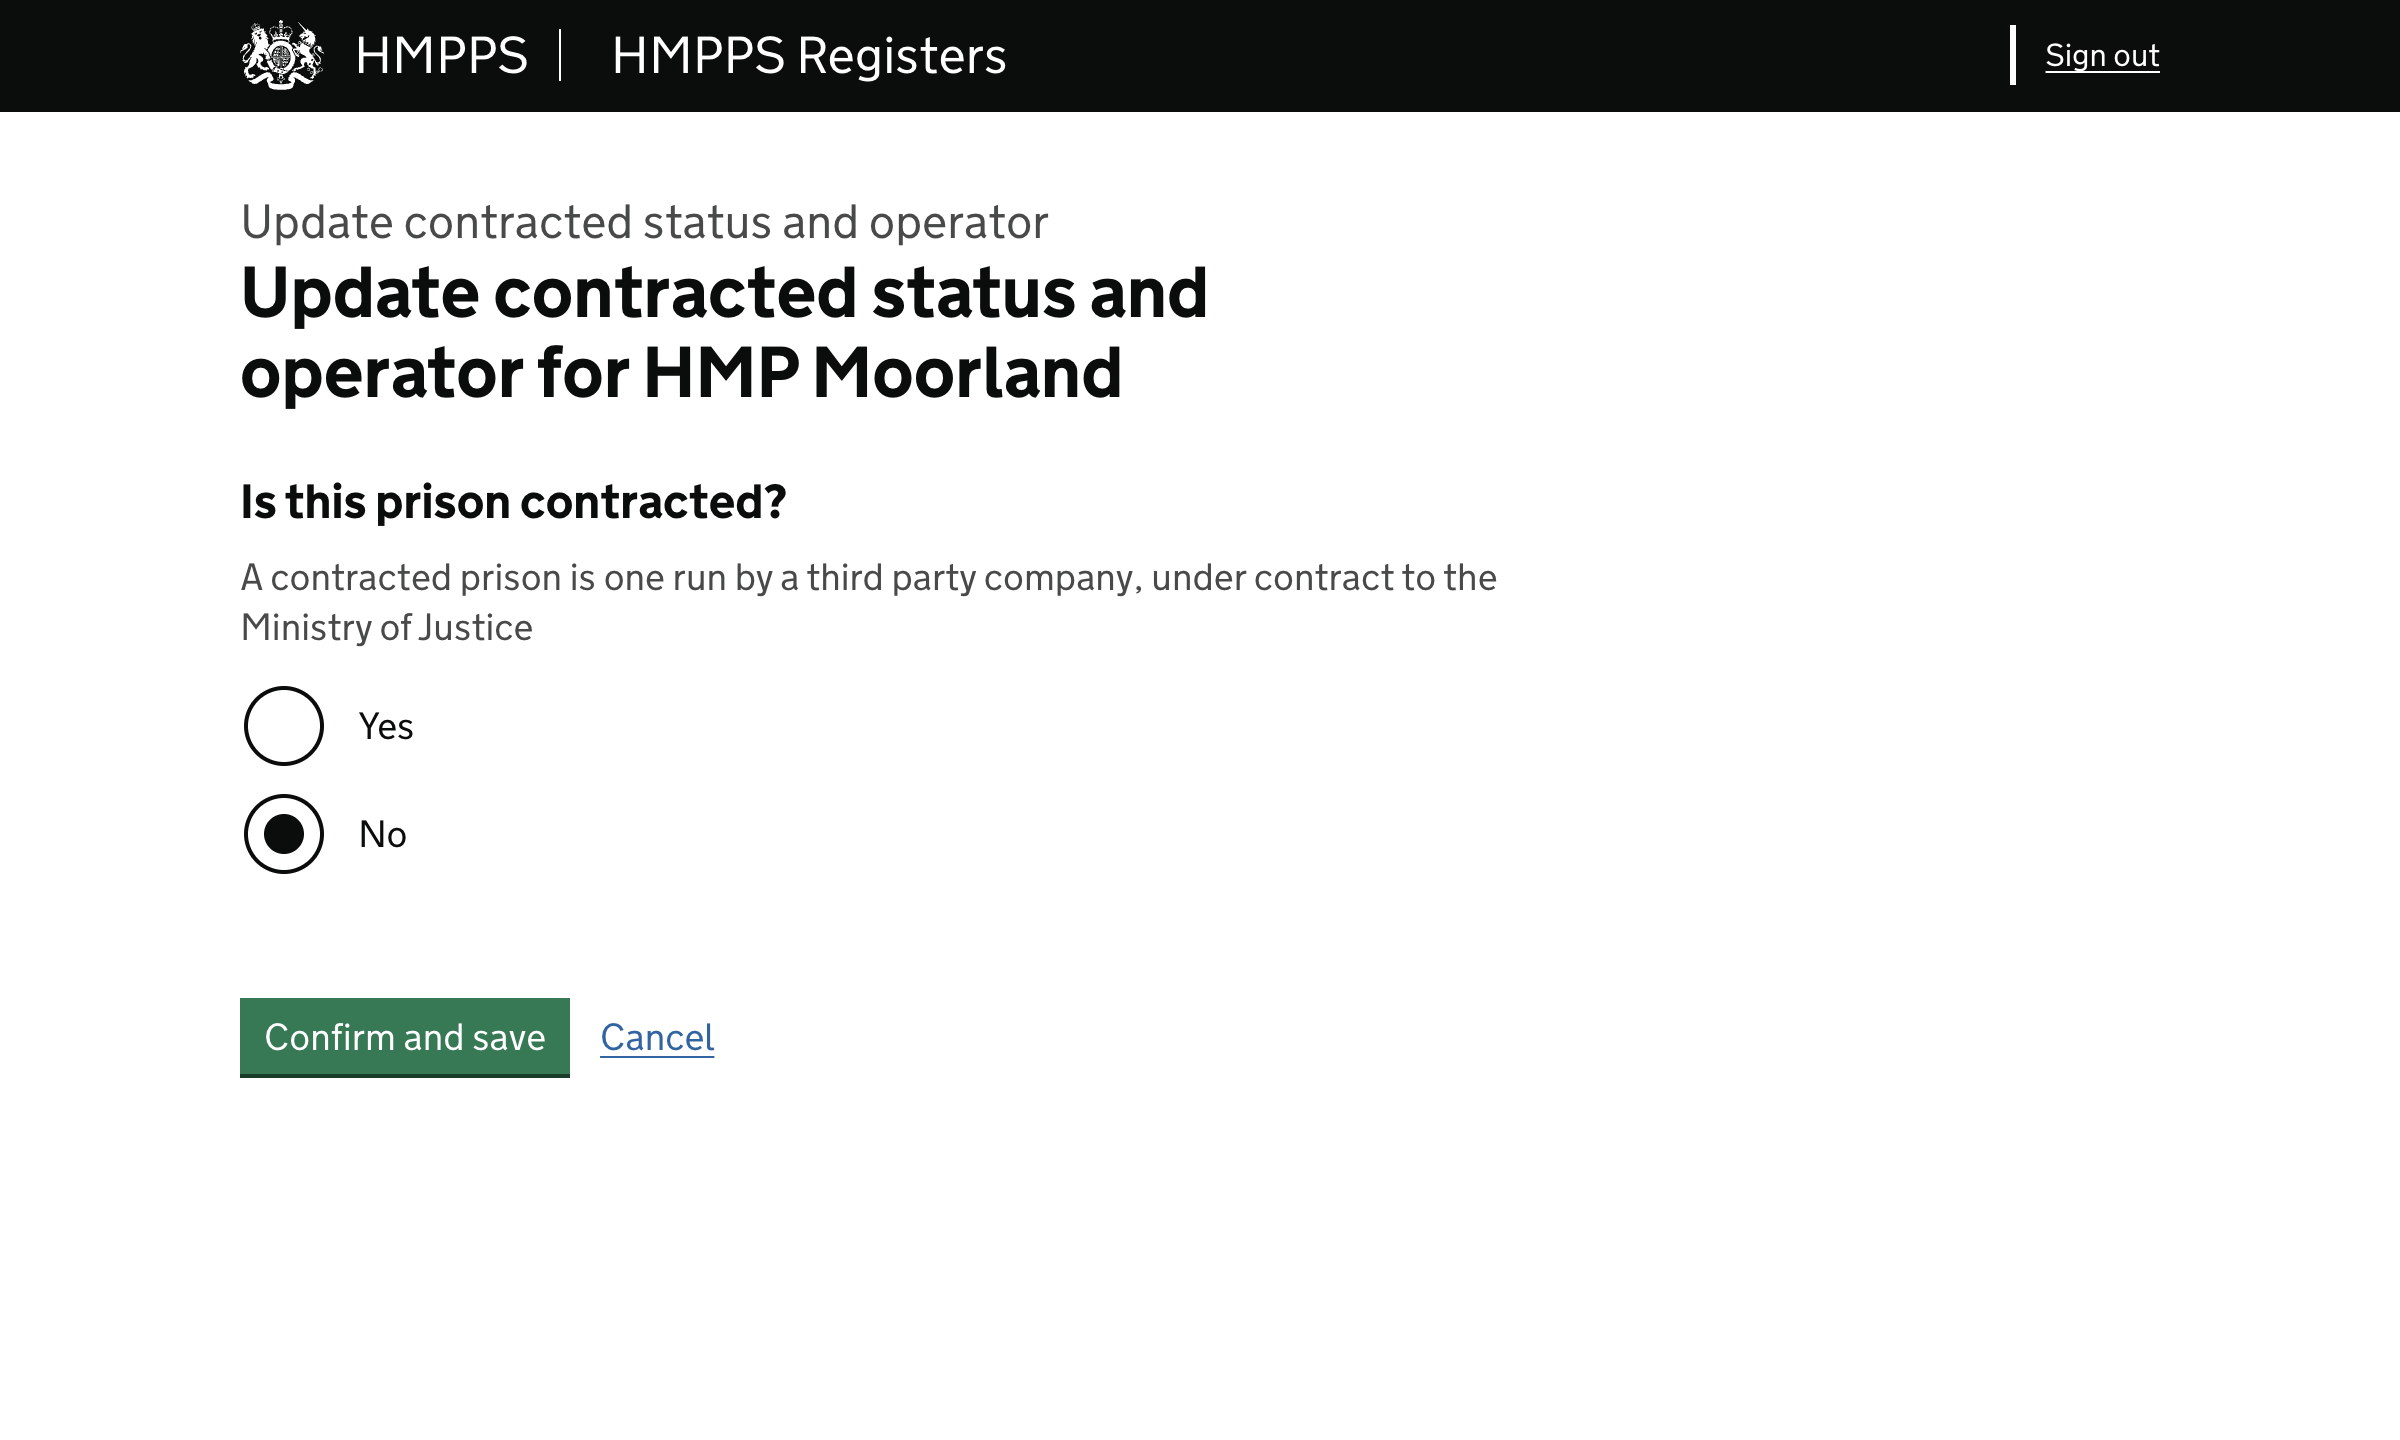 HMPPS
HMPPS Registers
Sign out
Update contracted status and operator
Update contracted status and
operator for HMP Moorland
Is this prison contracted?
A contracted prison is one run by a third party company, under contract to the
Ministry of Justice
Yes
No
Confirm and save
Cancel